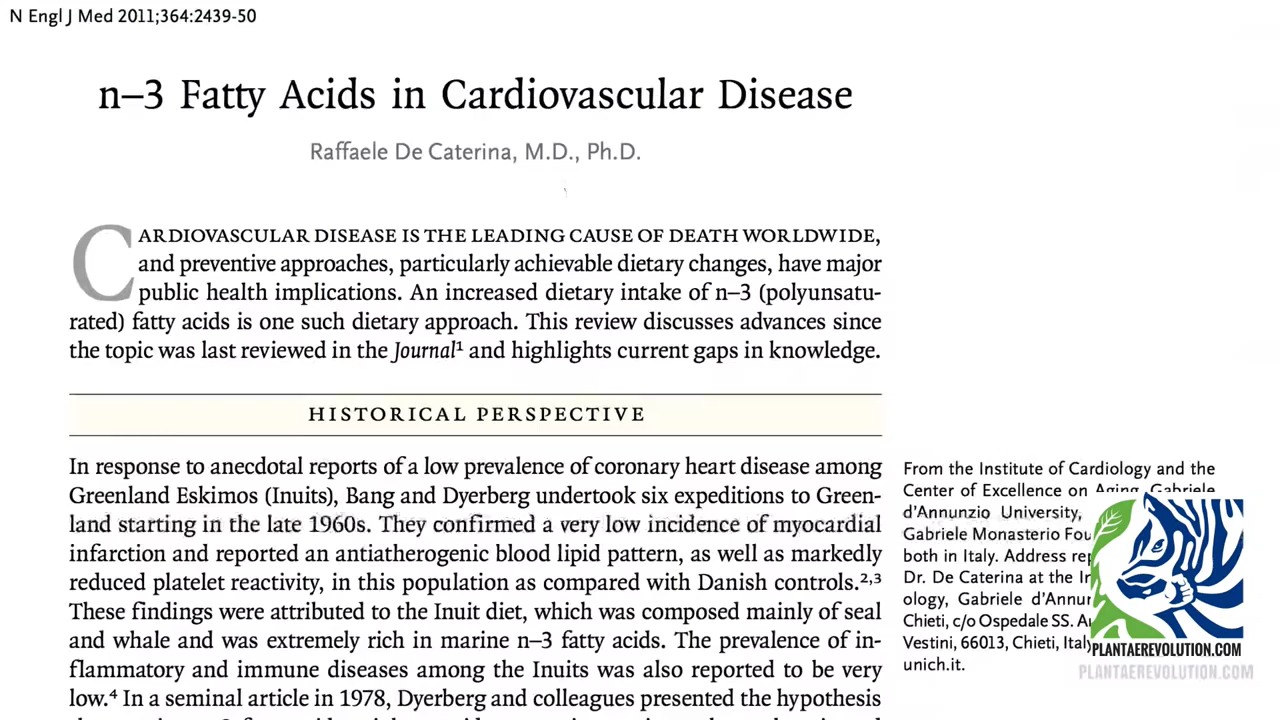 N Engl J Med 2011;364:2439-50
n–3 Fatty Acids in Cardiovascular Disease
Raffaele De Caterina, M.D., Ph.D.
CARDIOVASCULAR DISEASE IS THE LEADING CAUSE OF DEATH WORLDWIDE,
and preventive approaches, particularly achievable dietary changes, have major
public health implications. An increased dietary intake of n–3 (polyunsatu-
rated) fatty acids is one such dietary approach. This review discusses advances since
the topic was last reviewed in the Journal¹ and highlights current gaps in knowledge.
HISTORICAL PERSPECTIVE
In response to anecdotal reports of a low prevalence of coronary heart disease among
Greenland Eskimos (Inuits), Bang and Dyerberg undertook six expeditions to Green-
land starting in the late 1960s. They confirmed a very low incidence of myocardial
infarction and reported an antiatherogenic blood lipid pattern, as well as markedly
reduced platelet reactivity, in this population as compared with Danish controls.²,³
These findings were attributed to the Inuit diet, which was composed mainly of seal
and whale and was extremely rich in marine n–3 fatty acids. The prevalence of in-
flammatory and immune diseases among the Inuits was also reported to be very
low.⁴ In a seminal article in 1978, Dyerberg and colleagues presented the hypothesis
From the Institute of Cardiology and the
Center of Excellence on Aging, Gabriele
d'Annunzio University,
Gabriele Monasterio
both in Italy. Address
Dr. De Caterina at the
ology, Gabriele
Chieti, c/o Ospedale SS.
Vestini, 66013, Chieti, Italy
unich.it.
PLANTAEREVOLUTION.COM
PLANTAEREVOLUTION.COM